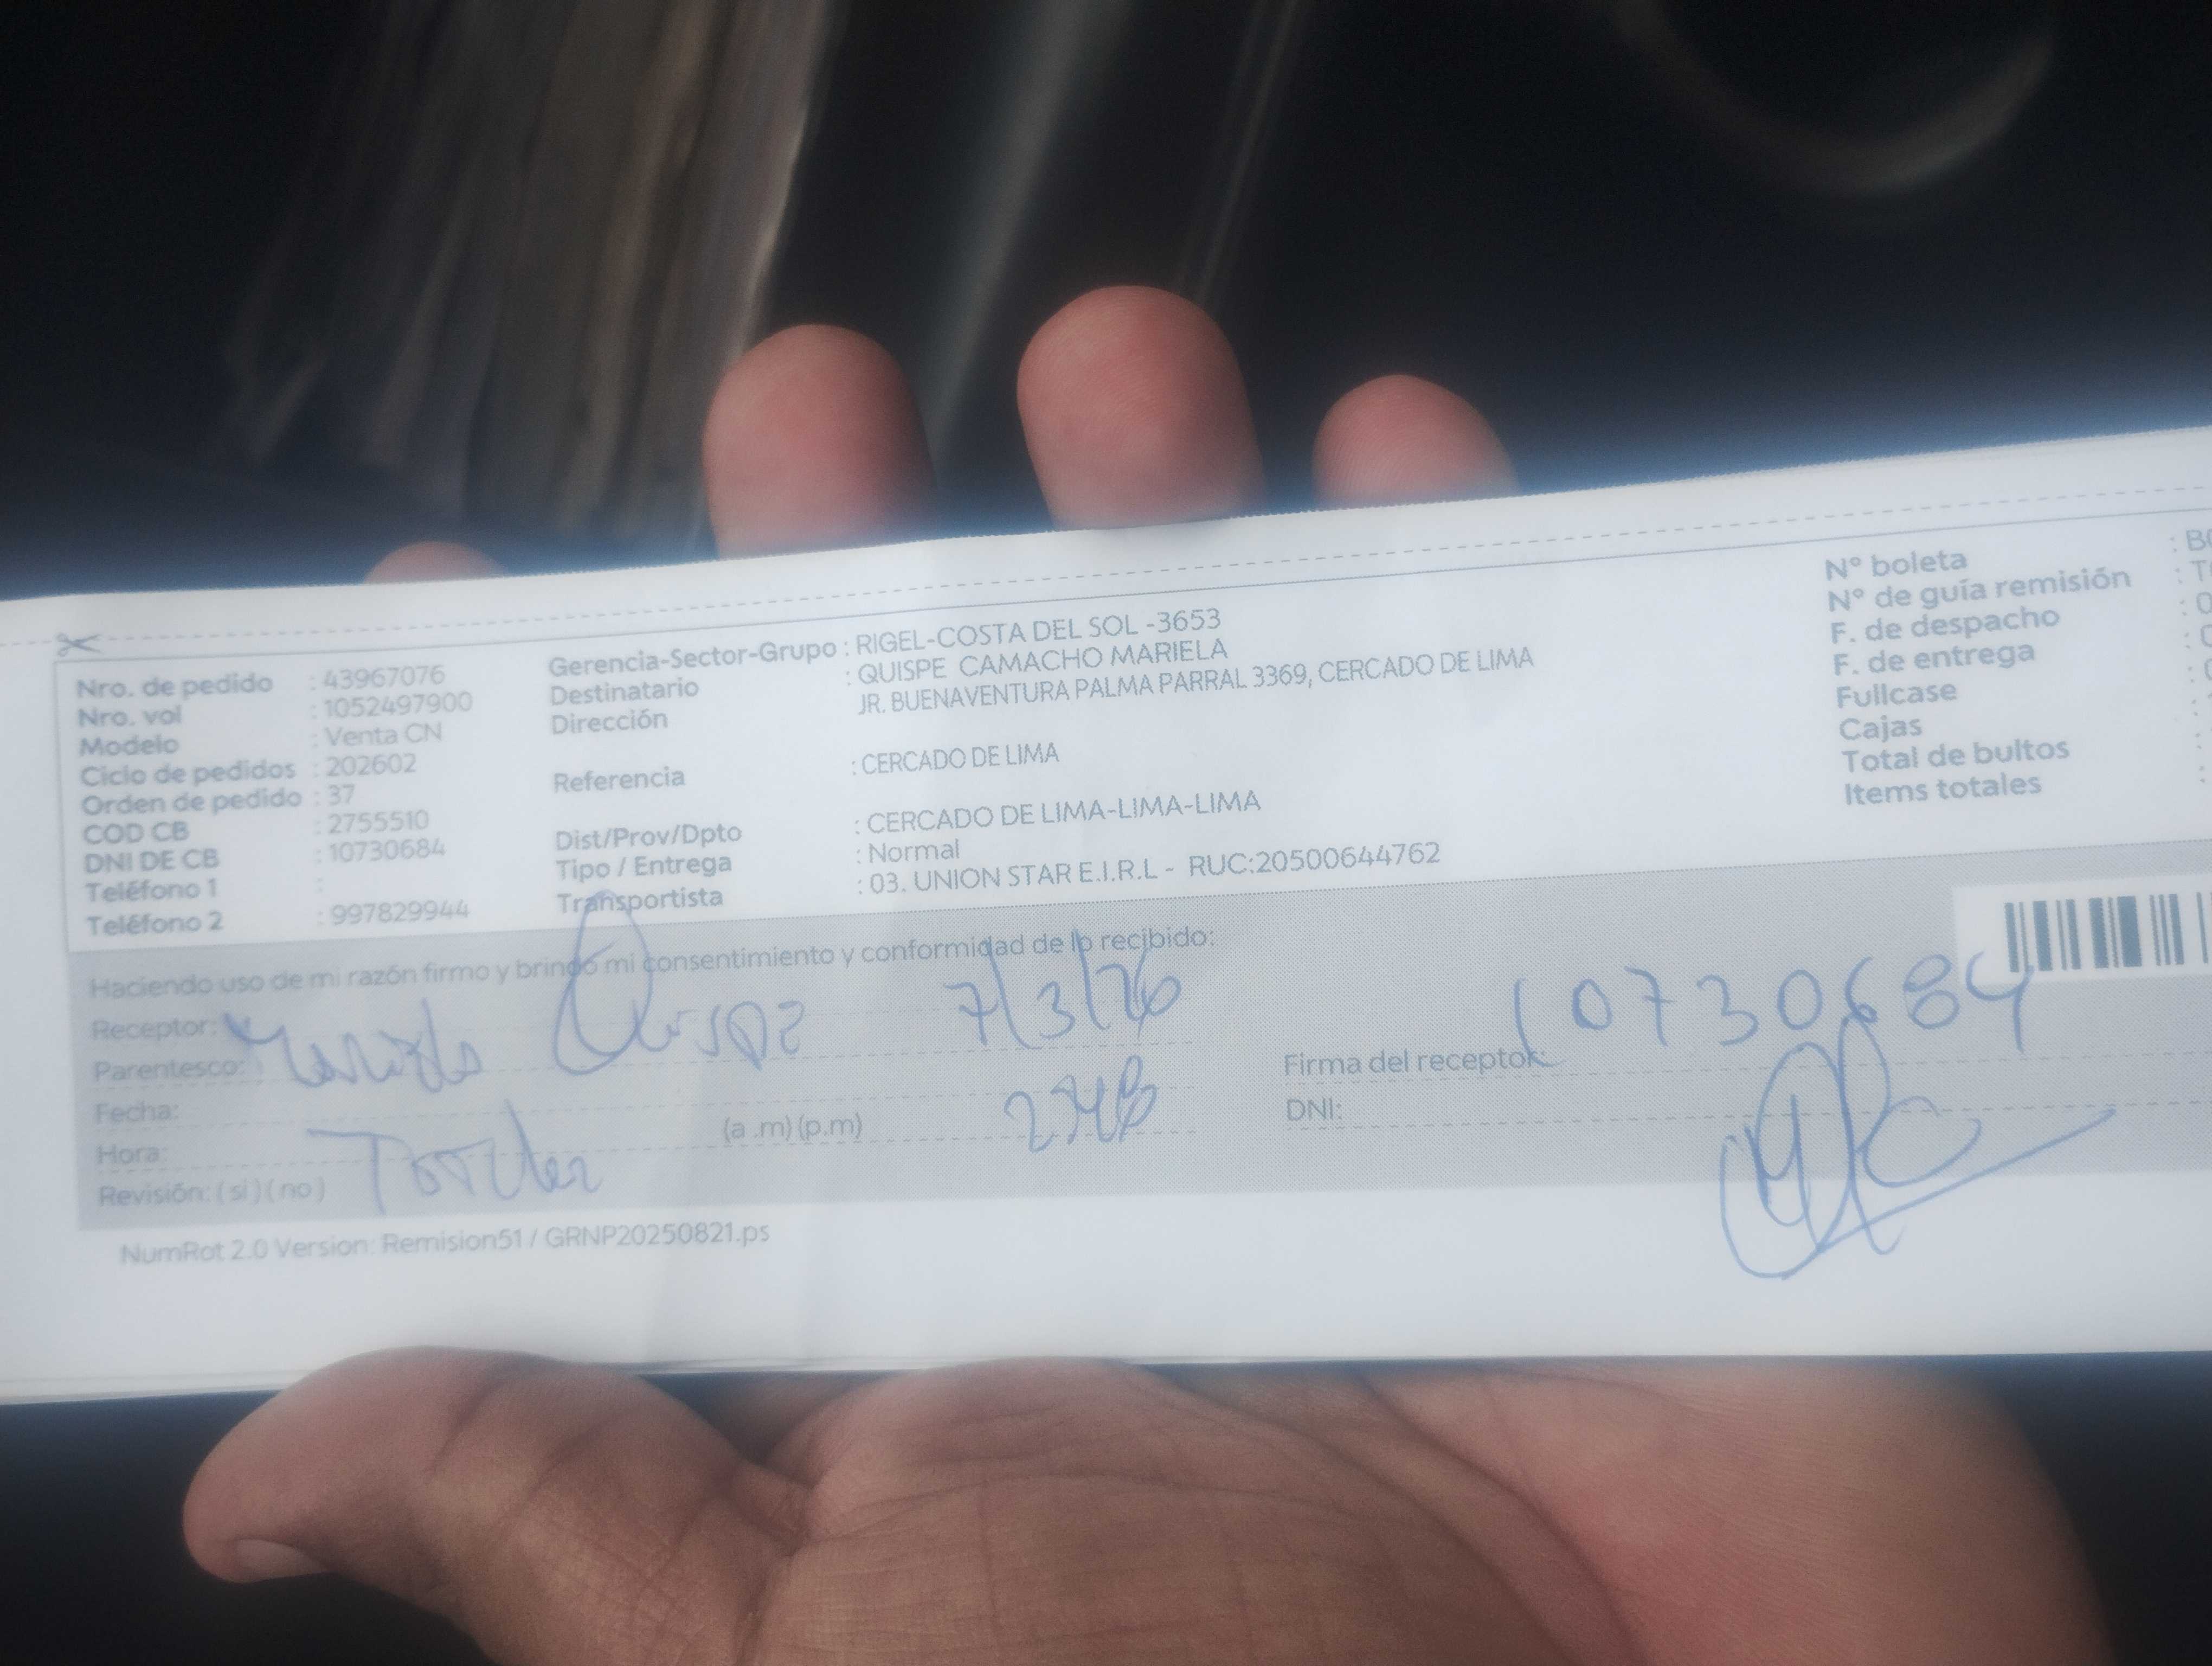 Nro. de pedido : 43967076
Nro. vol : 1052497900
Modelo : Venta CN
Ciclo de pedidos : 202602
Orden de pedido : 37
COD CB : 2755510
DNI DE CB : 10730684
Teléfono 1 :
Teléfono 2 : 997829944
Gerencia-Sector-Grupo : RIGEL-COSTA DEL SOL -3653
Destinatario : QUISPE CAMACHO MARIELA
Dirección JR. BUENAVENTURA PALMA PARRAL 3369, CERCADO DE LIMA
Referencia : CERCADO DE LIMA
Dist/Prov/Dpto : CERCADO DE LIMA-LIMA-LIMA
Tipo / Entrega : Normal
Transportista : 03. UNION STAR E.I.R.L - RUC:20500644762
N° boleta
N° de guía remisión
F. de despacho
F. de entrega
Fullcase
Cajas
Total de bultos
Items totales
Haciendo uso de mi razón firmo y brindo mi consentimiento y conformidad de lo recibido:
Receptor: 7/3/26
Parentesco:
Fecha:
Hora: (a .m) (p.m)
Revisión: ( si ) ( no )
10730684
Firma del receptor:
DNI:
NumRot 2.0 Version: Remision51 / GRNP20250821.ps